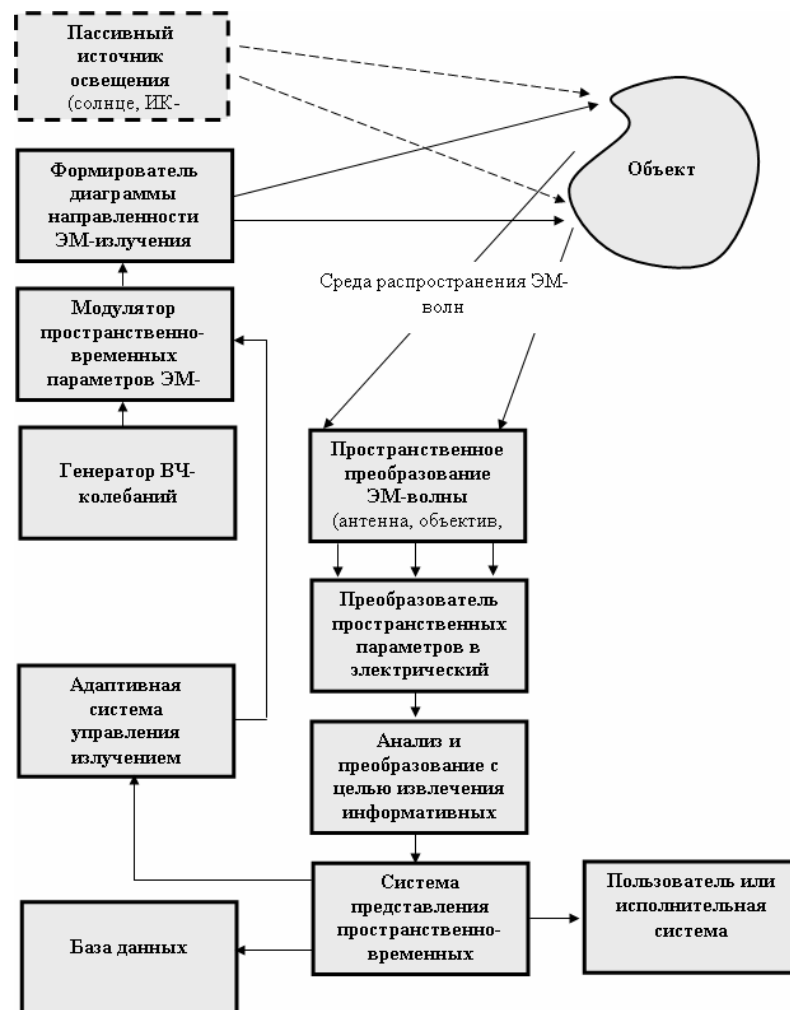 Пассивный
источник
освещения
(солнце, ИК-
Формирователь
диаграммы
направленности
ЭМ-излучения
Объект
Среда распространения ЭМ-
волн
Модулятор
пространственно-
временных
параметров ЭМ-
Генератор ВЧ-
колебаний
Пространственное
преобразование
ЭМ-волны
(антенна, объектив,
Преобразователь
пространственных
параметров в
электрический
Адаптивная
система
управления
излучением
Анализ и
преобразование с
целью извлечения
информативных
Система
представления
пространственно-
временных
Пользователь или
исполнительная
система
База данных